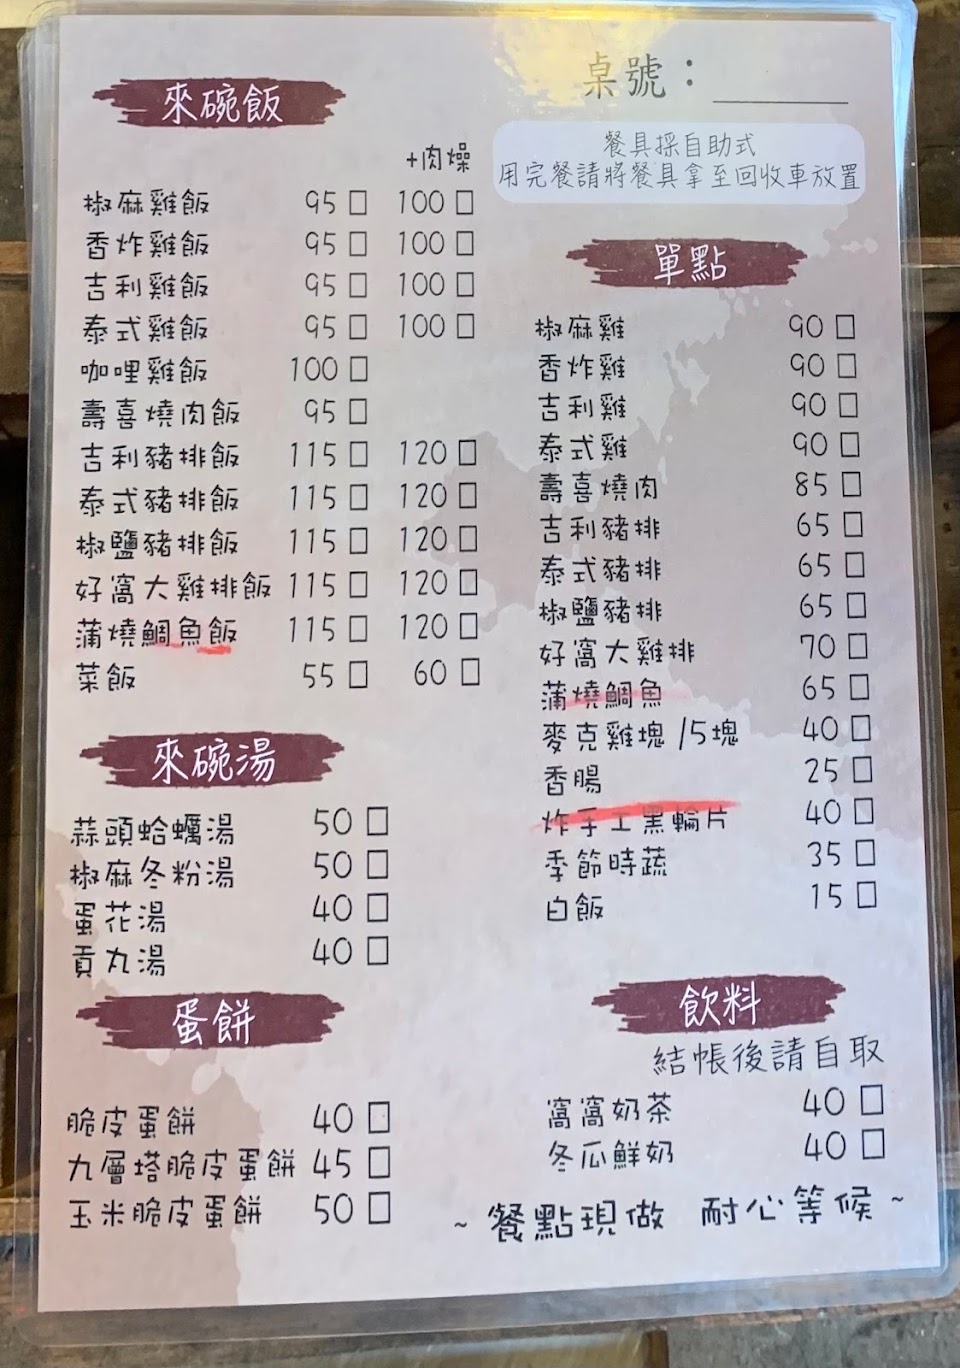 桌號：
餐具採自助式
用完餐請將餐具拿至回收車放置
來碗飯
+肉燥
椒麻雞飯 95 □ 100 □
香炸雞飯 95 □ 100 □
吉利雞飯 95 □ 100 □
泰式雞飯 95 □ 100 □
咖哩雞飯 100 □
壽喜燒肉飯 95 □
吉利豬排飯 115 □ 120 □
泰式豬排飯 115 □ 120 □
椒鹽豬排飯 115 □ 120 □
好窩大雞排飯 115 □ 120 □
蒲燒鯛魚飯 115 □ 120 □
菜飯 55 □ 60 □
來碗湯
蒜頭蛤蠣湯 50 □
椒麻冬粉湯 50 □
蛋花湯 40 □
貢丸湯 40 □
蛋餅
脆皮蛋餅 40 □
九層塔脆皮蛋餅 45 □
玉米脆皮蛋餅 50 □
單點
椒麻雞 90 □
香炸雞 90 □
吉利雞 90 □
泰式雞 90 □
壽喜燒肉 85 □
吉利豬排 65 □
泰式豬排 65 □
椒鹽豬排 65 □
好窩大雞排 70 □
蒲燒鯛魚 65 □
麥克雞塊 /5塊 40 □
香腸 25 □
炸手工黑輪片 40 □
季節時蔬 35 □
白飯 15 □
飲料
結帳後請自取
窩窩奶茶 40 □
冬瓜鮮奶 40 □
~ 餐點現做 耐心等候 ~